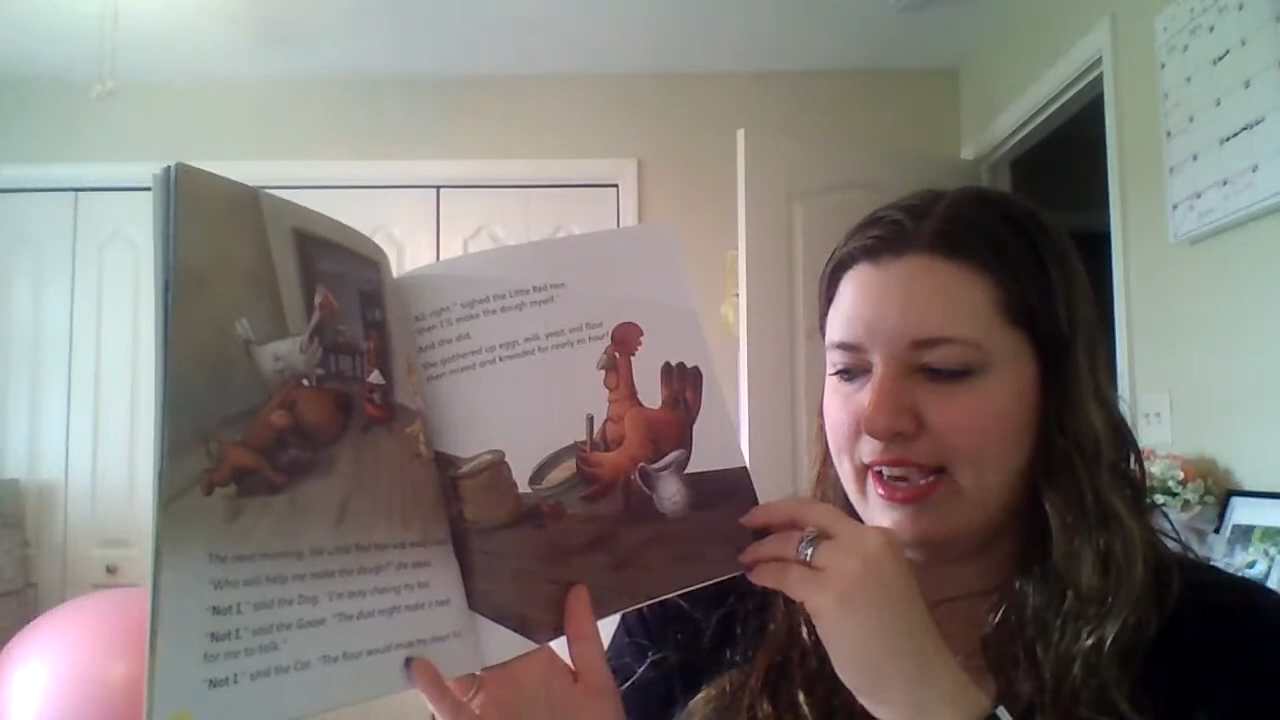 The next morning, the Little Red Hen was
"Who will help me make the dough?" she asked.
"Not I," said the Dog. "I'm busy chasing my tail.
"Not I," said the Goose. "The dust might make it hard
for me to talk."
"Not I," said the Cat. "The flour would
All right," sighed the Little Red Hen.
"Then I'll make the dough myself."
And she did.
She gathered up eggs, milk, yeast, and flour
then mixed and kneaded for nearly an hour!